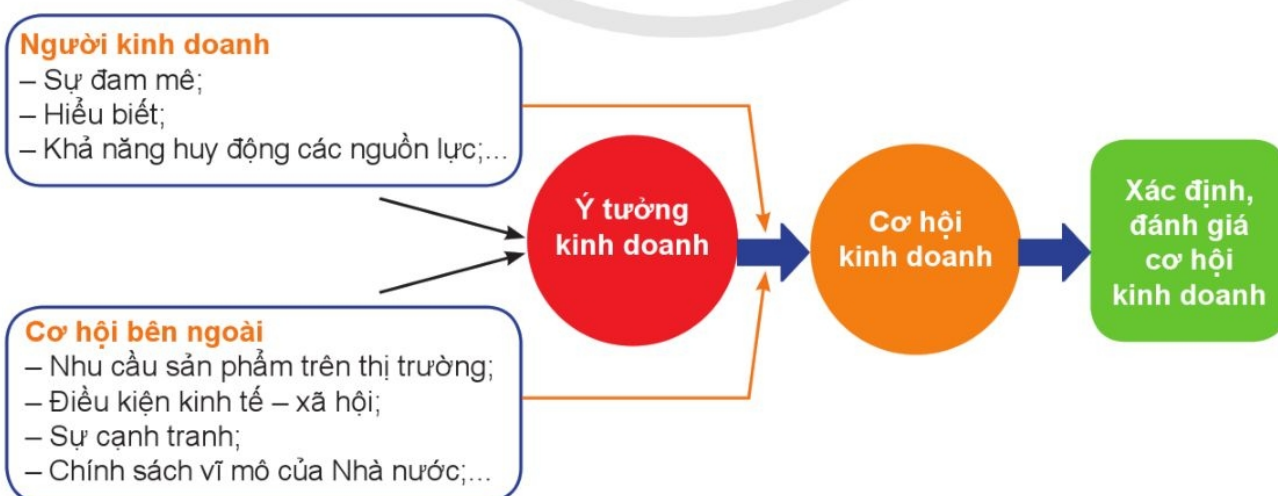 Người kinh doanh
– Sự đam mê;
– Hiểu biết;
– Khả năng huy động các nguồn lực;...
Ý tưởng
kinh doanh
Cơ hội
kinh doanh
Xác định,
đánh giá
cơ hội
kinh doanh
Cơ hội bên ngoài
– Nhu cầu sản phẩm trên thị trường;
– Điều kiện kinh tế – xã hội;
– Sự cạnh tranh;
– Chính sách vĩ mô của Nhà nước;...